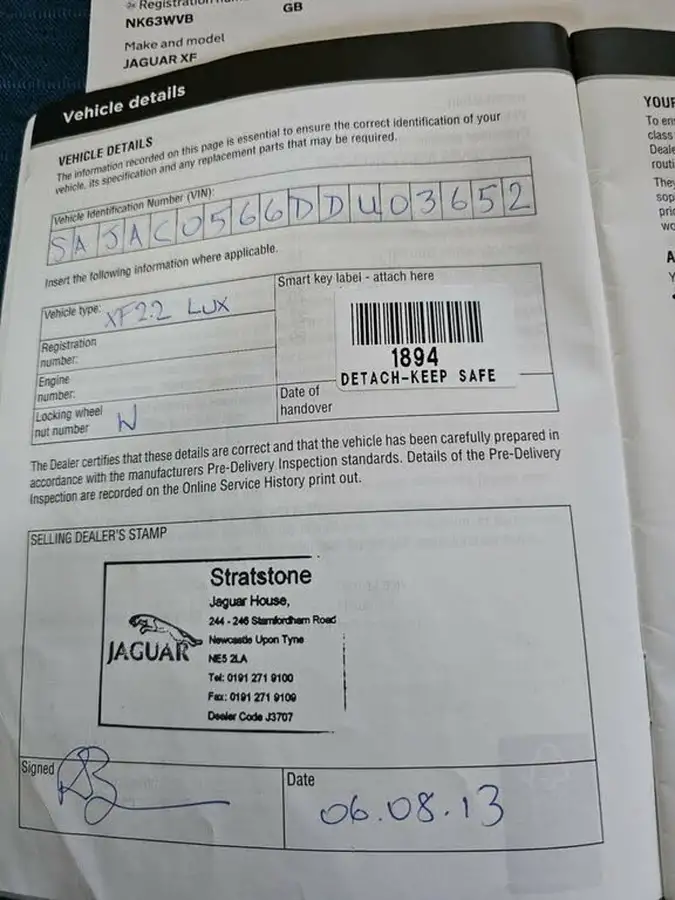 Registration
NK63WVB
GB
Make and model
JAGUAR XF
Vehicle details
VEHICLE DETAILS
The information recorded on this page is essential to ensure the correct identification of your
vehicle, its specification and any replacement parts that may be required.
Vehicle Identification Number (VIN):
SAJAC0566DDU03652
Insert the following information where applicable.
Vehicle type: XF 2.2 LUX
Registration
number:
Engine
number:
Locking wheel
nut number W
Smart key label - attach here
1894
DETACH-KEEP SAFE
Date of
handover
The Dealer certifies that these details are correct and that the vehicle has been carefully prepared in
accordance with the manufacturers Pre-Delivery Inspection standards. Details of the Pre-Delivery
Inspection are recorded on the Online Service History print out.
SELLING DEALER'S STAMP
JAGUAR
Stratstone
Jaguar House,
244 - 246 Stamfordham Road
Newcastle Upon Tyne
NE5 2LA
Tel: 0191 271 9100
Fax: 0191 271 9109
Dealer Code J3707
Signed
Date
06.08.13
YOUR
To
class
routi
They